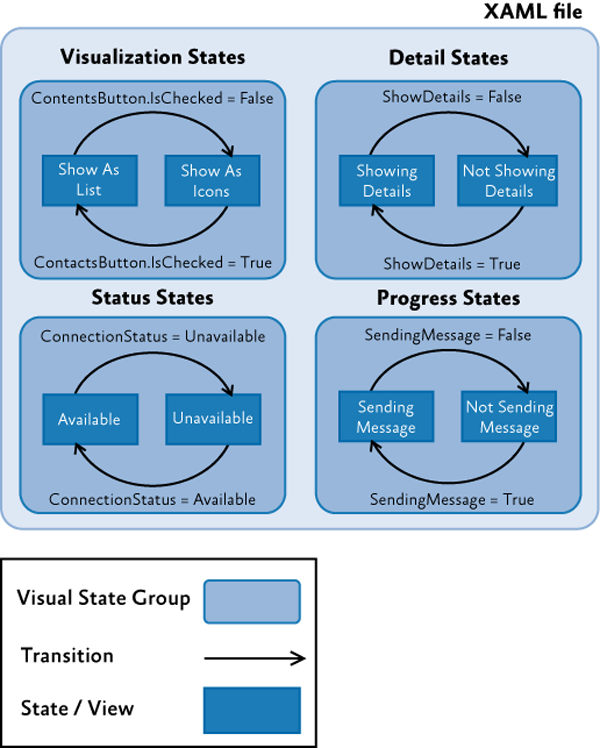 XAML file
Visualization States
ContentsButton.IsChecked = False
Show As
List
Show As
Icons
ContactsButton.IsChecked = True
Detail States
ShowDetails = False
Showing
Details
Not Showing
Details
ShowDetails = True
Status States
ConnectionStatus = Unavailable
Available
Unavailable
ConnectionStatus = Available
Progress States
SendingMessage = False
Sending
Message
Not Sending
Message
SendingMessage = True
Visual State Group
Transition
State / View